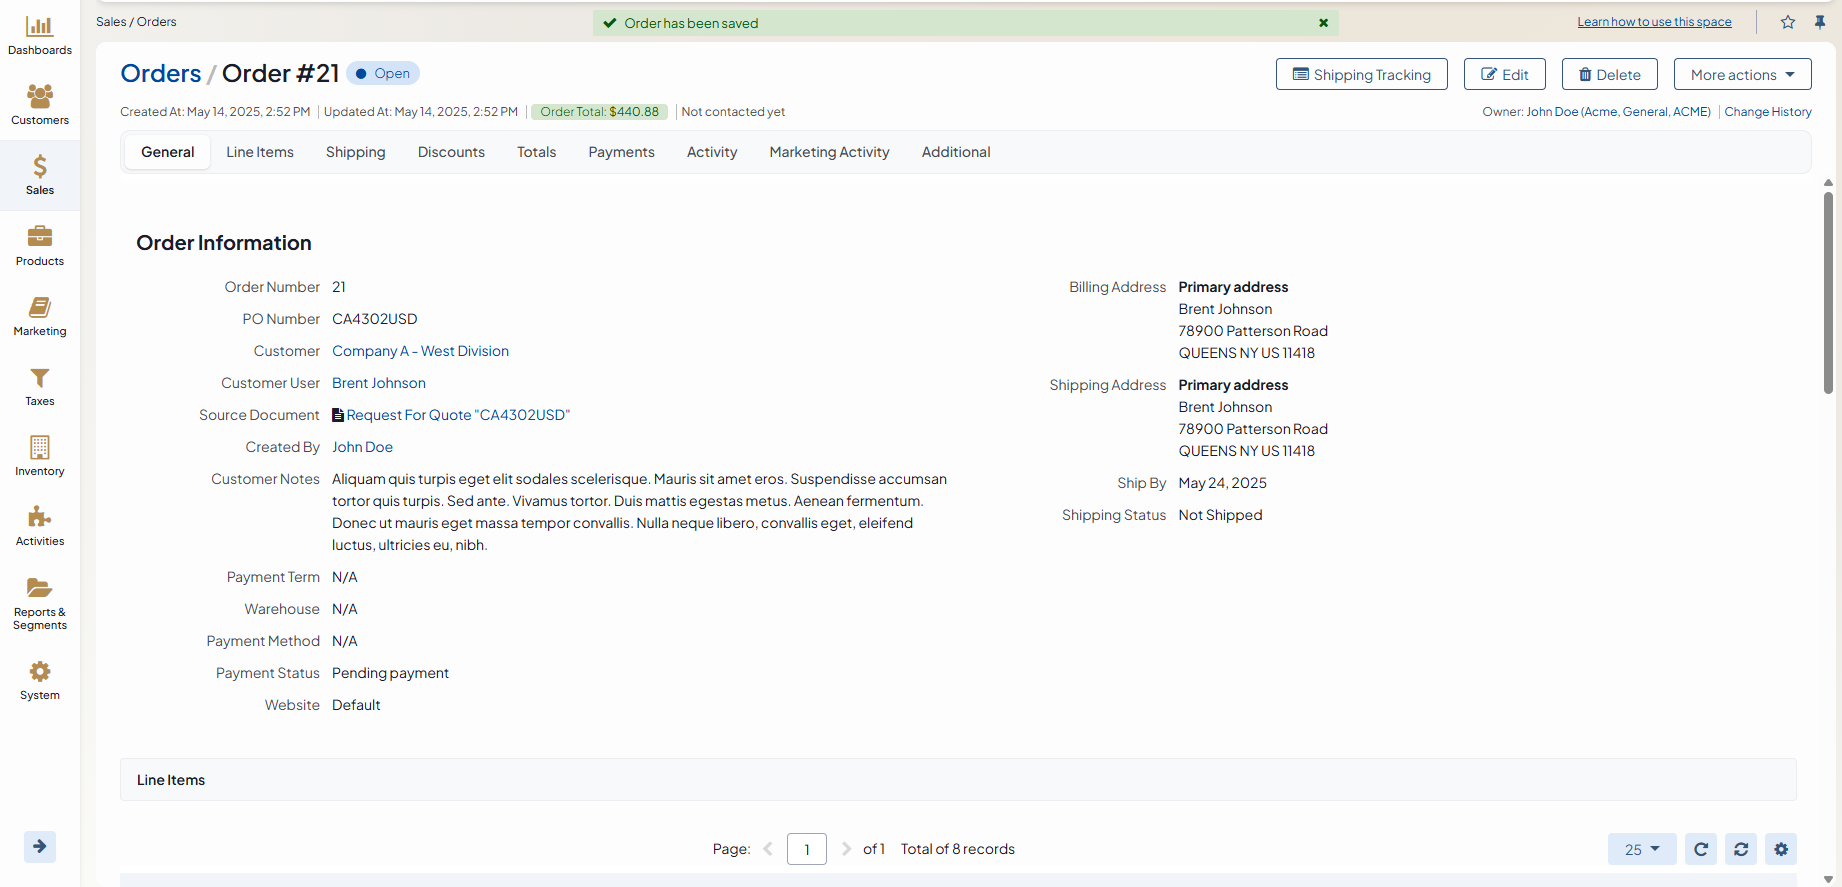 Dashboards
Customers
Sales
Products
Marketing
Taxes
Inventory
Activities
Reports &
Segments
System
Sales / Orders
Order has been saved
Learn how to use this space
Orders / Order #21 Open
Shipping Tracking Edit Delete More actions
Created At: May 14, 2025, 2:52 PM Updated At: May 14, 2025, 2:52 PM Order Total: $440.88 Not contacted yet
Owner: John Doe (Acme, General, ACME) Change History
General Line Items Shipping Discounts Totals Payments Activity Marketing Activity Additional
Order Information
Order Number 21
PO Number CA4302USD
Customer Company A - West Division
Customer User Brent Johnson
Source Document Request For Quote "CA4302USD"
Created By John Doe
Customer Notes Aliquam quis turpis eget elit sodales scelerisque. Mauris sit amet eros. Suspendisse accumsan
tortor quis turpis. Sed ante. Vivamus tortor. Duis mattis egestas metus. Aenean fermentum.
Donec ut mauris eget massa tempor convallis. Nulla neque libero, convallis eget, eleifend
luctus, ultricies eu, nibh.
Payment Term N/A
Warehouse N/A
Payment Method N/A
Payment Status Pending payment
Website Default
Billing Address Primary address
Brent Johnson
78900 Patterson Road
QUEENS NY US 11418
Shipping Address Primary address
Brent Johnson
78900 Patterson Road
QUEENS NY US 11418
Ship By May 24, 2025
Shipping Status Not Shipped
Line Items
Page: 1 of 1 Total of 8 records
25